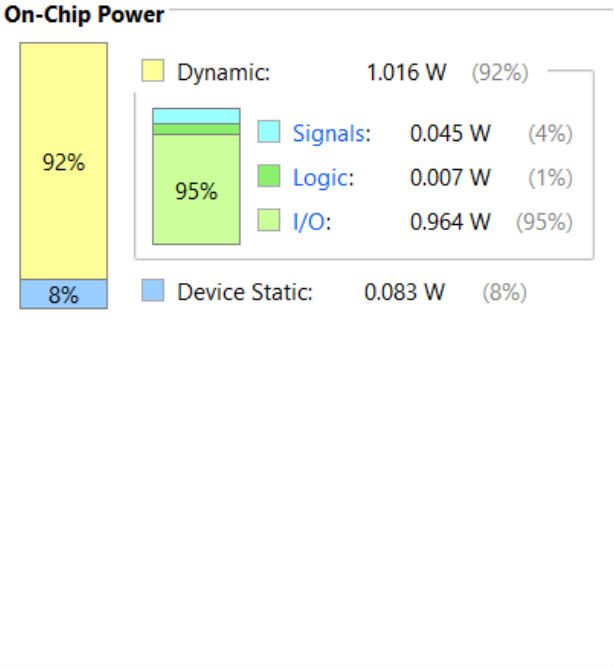 On-Chip Power
Dynamic: 1.016 W (92%)
Signals: 0.045 W (4%)
92%
Logic: 0.007 W (1%)
95%
I/O: 0.964 W (95%)
8%
Device Static: 0.083 W (8%)